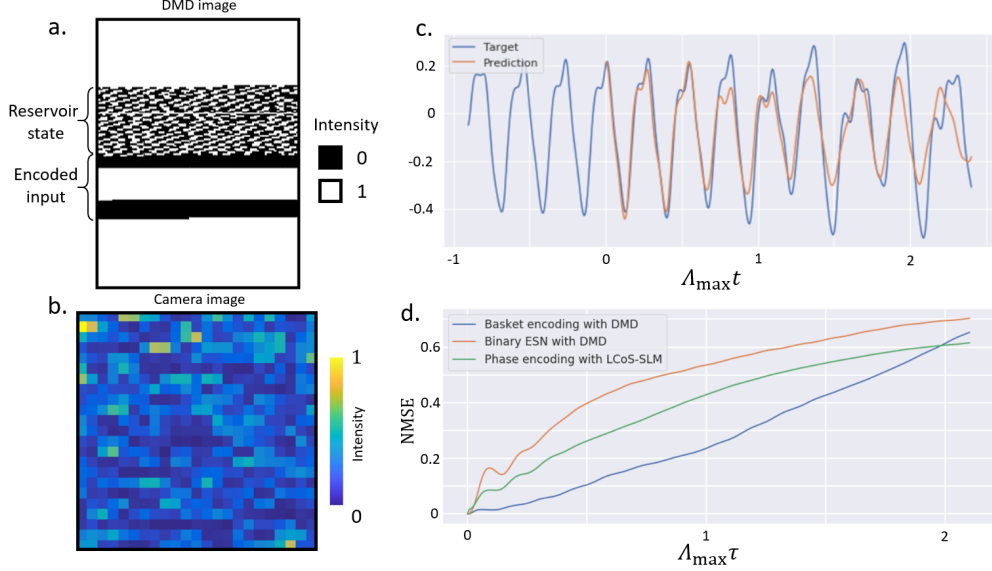 DMD image
a.
Reservoir
state
Encoded
input
Intensity
0
1
b.
Camera image
1
Intensity
0
c.
Target
Prediction
0.2
0
-0.2
-0.4
-1
0
1
2
Λmax t
d.
Basket encoding with DMD
Binary ESN with DMD
Phase encoding with LCoS-SLM
NMSE
0.6
0.4
0.2
0
0
1
2
Λmax τ